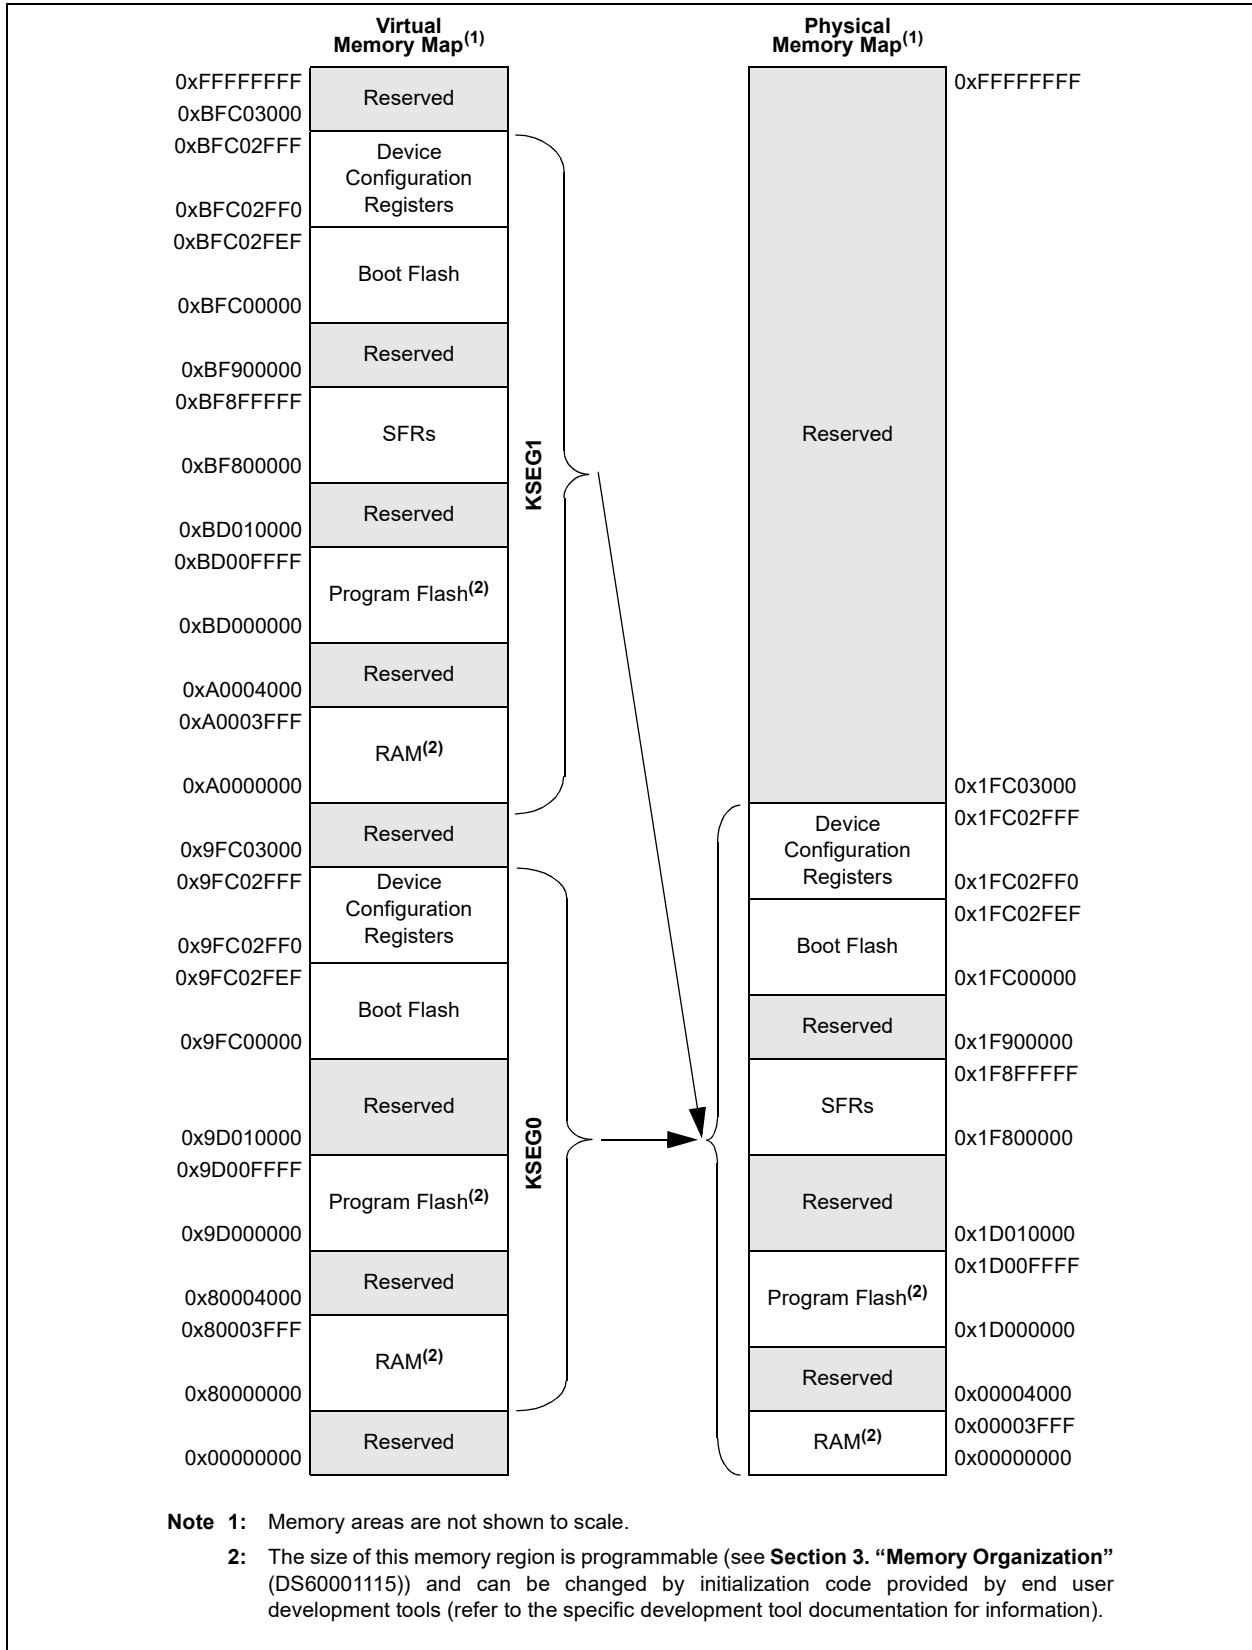 Virtual
Memory Map(1)
Physical
Memory Map(1)
0xFFFFFFFF
Reserved
0xBFC03000
0xBFC02FFF
Device
Configuration
Registers
0xBFC02FF0
0xBFC02FEF
Boot Flash
0xBFC00000
Reserved
0xBF900000
0xBF8FFFFF
SFRs
0xBF800000
Reserved
0xBD010000
0xBD00FFFF
Program Flash(2)
0xBD000000
Reserved
0xA0004000
0xA0003FFF
RAM(2)
0xA0000000
Reserved
0x9FC03000
0x9FC02FFF
Device
Configuration
Registers
0x9FC02FF0
0x9FC02FEF
Boot Flash
0x9FC00000
Reserved
0x9D010000
0x9D00FFFF
Program Flash(2)
0x9D000000
Reserved
0x80004000
0x80003FFF
RAM(2)
0x80000000
Reserved
0x00000000
KSEG1
KSEG0
0xFFFFFFFF
Reserved
0x1FC03000
0x1FC02FFF
Device
Configuration
Registers
0x1FC02FF0
0x1FC02FEF
Boot Flash
0x1FC00000
Reserved
0x1F900000
0x1F8FFFFF
SFRs
0x1F800000
Reserved
0x1D010000
0x1D00FFFF
Program Flash(2)
0x1D000000
Reserved
0x00004000
0x00003FFF
RAM(2)
0x00000000
Note 1: Memory areas are not shown to scale.
2: The size of this memory region is programmable (see Section 3. “Memory Organization”
(DS60001115)) and can be changed by initialization code provided by end user
development tools (refer to the specific development tool documentation for information).